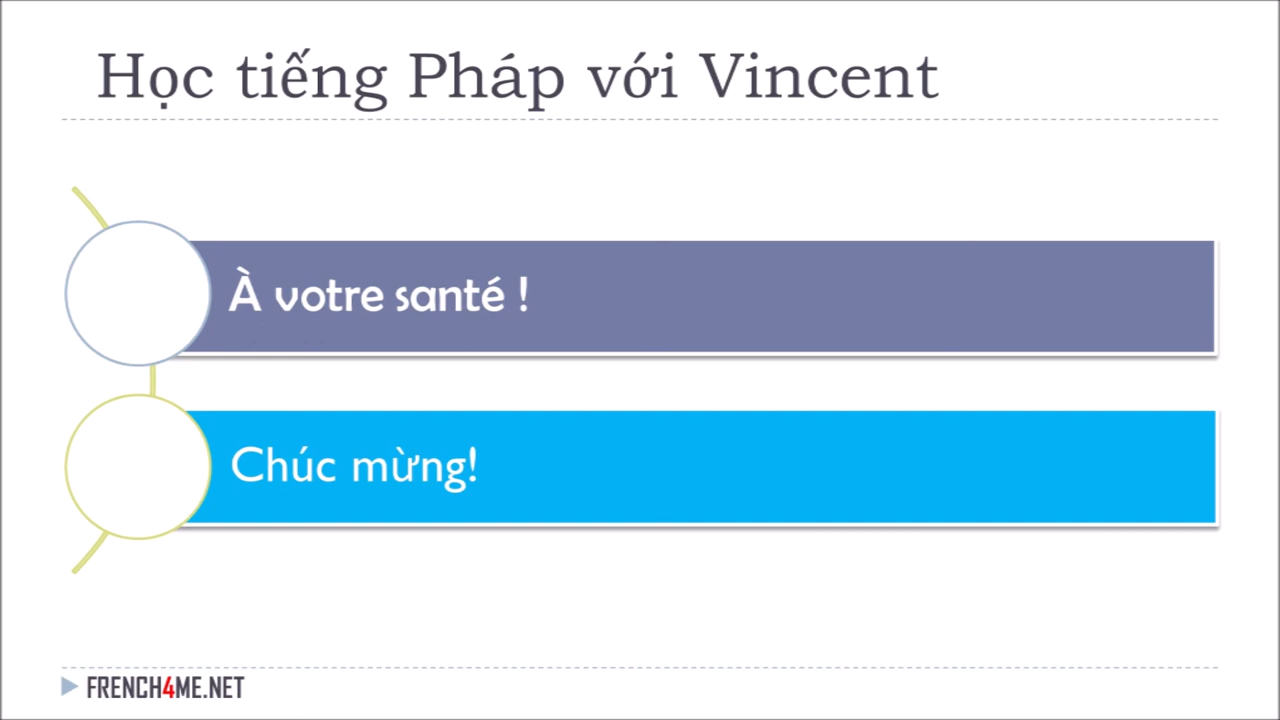 Học tiếng Pháp với Vincent
À votre santé !
Chúc mừng!
FRENCH4ME.NET